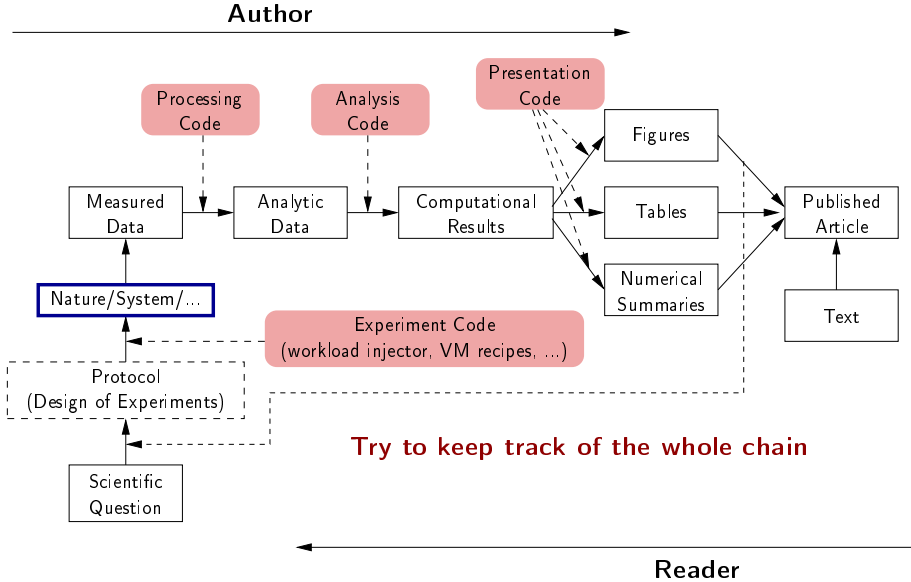 Author
Processing
Code
Analysis
Code
Presentation
Code
Figures
Measured
Data
Analytic
Data
Computational
Results
Tables
Published
Article
Numerical
Summaries
Text
Nature/System/...
Experiment Code
(workload injector, VM recipes, ...)
Protocol
(Design of Experiments)
Try to keep track of the whole chain
Scientific
Question
Reader